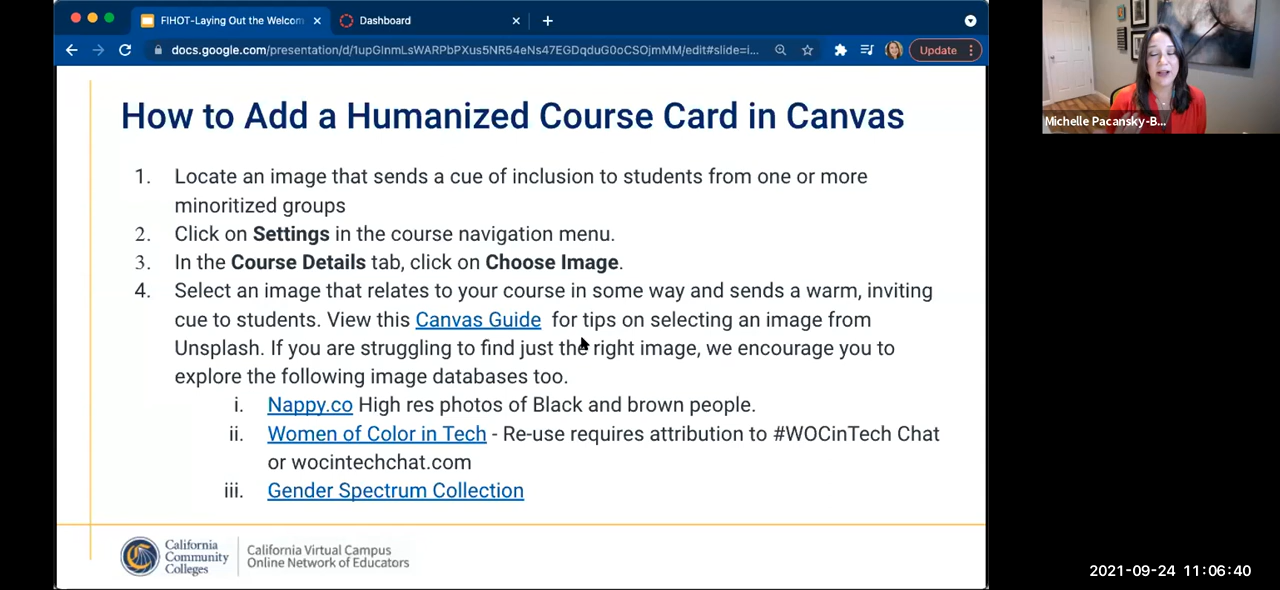 FIHOT-Laying Out the Welcom
Dashboard
docs.google.com/presentation/d/1upGlnmLsWARPbPXus5NR54eNs47EGDqduG0oCSOjmMM/edit#slide=i...
Update
How to Add a Humanized Course Card in Canvas
Michelle Pacansky-B...
1. Locate an image that sends a cue of inclusion to students from one or more
minoritized groups
2. Click on Settings in the course navigation menu.
3. In the Course Details tab, click on Choose Image.
4. Select an image that relates to your course in some way and sends a warm, inviting
cue to students. View this Canvas Guide for tips on selecting an image from
Unsplash. If you are struggling to find just the right image, we encourage you to
explore the following image databases too.
i. Nappy.co High res photos of Black and brown people.
ii. Women of Color in Tech - Re-use requires attribution to #WOCinTech Chat
or wocintechchat.com
iii. Gender Spectrum Collection
California
Community
Colleges
California Virtual Campus
Online Network of Educators
2021-09-24 11:06:40